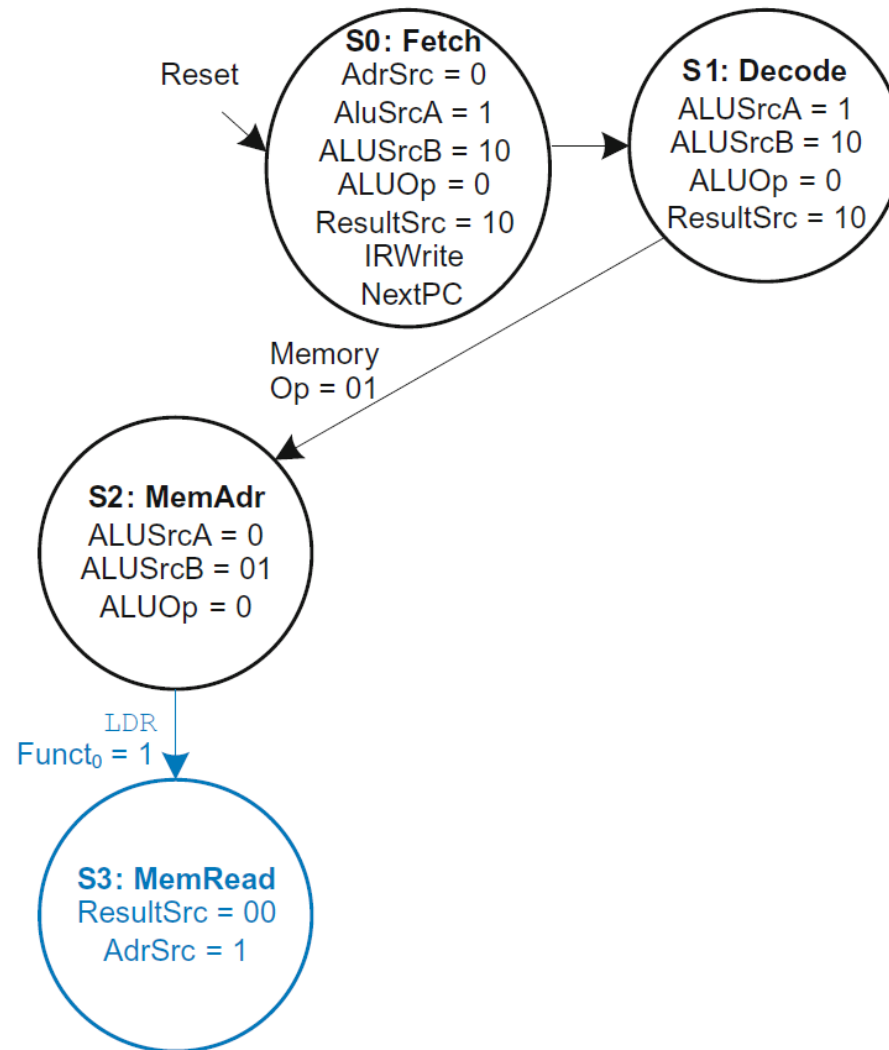 Reset
S0: Fetch
AdrSrc = 0
AluSrcA = 1
ALUSrcB = 10
ALUOp = 0
ResultSrc = 10
IRWrite
NextPC
S1: Decode
ALUSrcA = 1
ALUSrcB = 10
ALUOp = 0
ResultSrc = 10
Memory
Op = 01
S2: MemAdr
ALUSrcA = 0
ALUSrcB = 01
ALUOp = 0
LDR
Funct₀ = 1
S3: MemRead
ResultSrc = 00
AdrSrc = 1